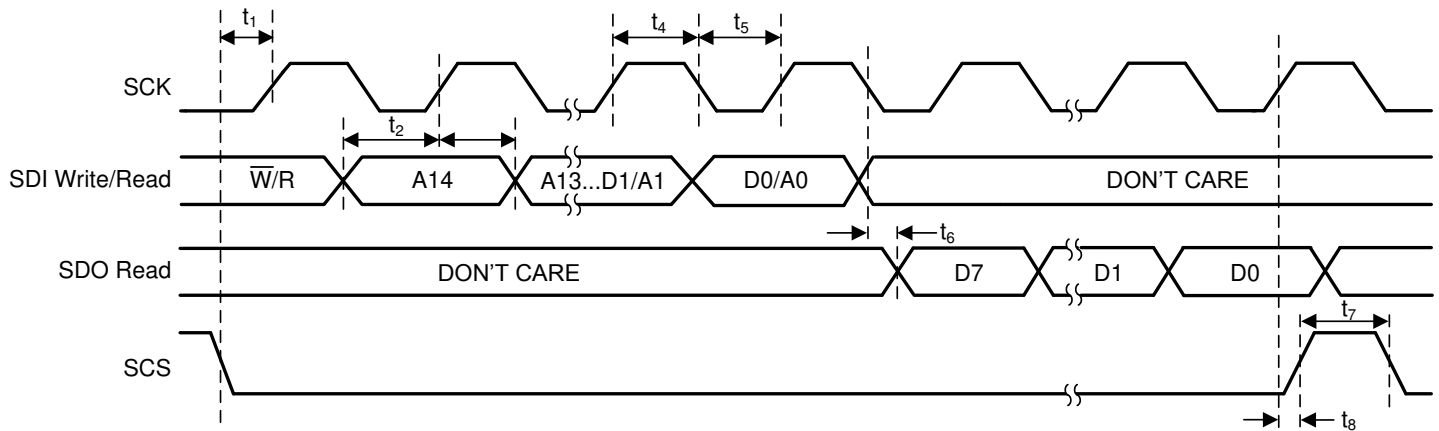 t₁ t₄ t₅
SCK
t₂
SDI Write/Read W̅/R A14 A13...D1/A1 D0/A0 DON'T CARE
t₆
SDO Read DON'T CARE D7 D1 D0
t₇
SCS
t₈